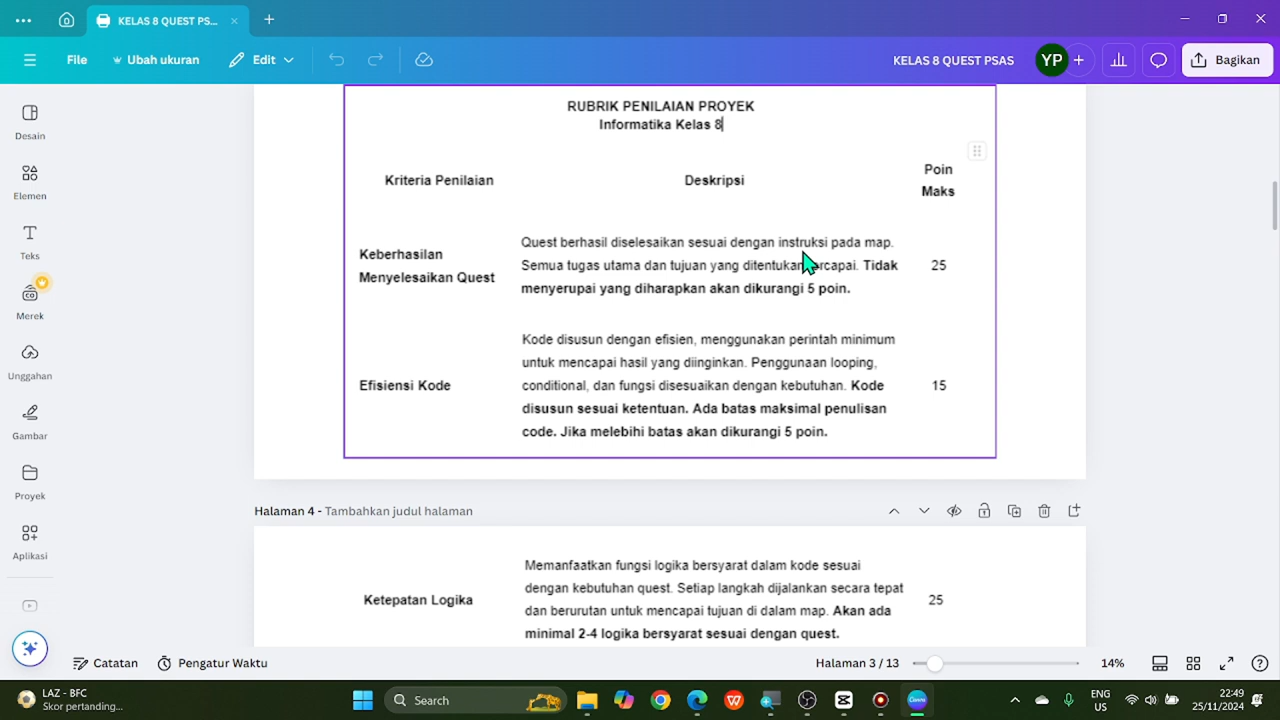 KELAS 8 QUEST PS...
File
Ubah ukuran
Edit
KELAS 8 QUEST PSAS
YP
Bagikan
Desain
Elemen
Teks
Merek
Unggahan
Gambar
Proyek
Aplikasi
RUBRIK PENILAIAN PROYEK
Informatika Kelas 8
Kriteria Penilaian
Deskripsi
Poin
Maks
Keberhasilan
Menyelesaikan Quest
Quest berhasil diselesaikan sesuai dengan instruksi pada map.
Semua tugas utama dan tujuan yang ditentukan tercapai. Tidak
menyerupai yang diharapkan akan dikurangi 5 poin.
25
Efisiensi Kode
Kode disusun dengan efisien, menggunakan perintah minimum
untuk mencapai hasil yang diinginkan. Penggunaan looping,
conditional, dan fungsi disesuaikan dengan kebutuhan. Kode
disusun sesuai ketentuan. Ada batas maksimal penulisan
code. Jika melebihi batas akan dikurangi 5 poin.
15
Halaman 4 - Tambahkan judul halaman
Ketepatan Logika
Memanfaatkan fungsi logika bersyarat dalam kode sesuai
dengan kebutuhan quest. Setiap langkah dijalankan secara tepat
dan berurutan untuk mencapai tujuan di dalam map. Akan ada
minimal 2-4 logika bersyarat sesuai dengan quest.
25
Catatan
Pengatur Waktu
Halaman 3 / 13
14%
LAZ - BFC
Skor pertanding...
Search
Canva
ENG
US
22:49
25/11/2024